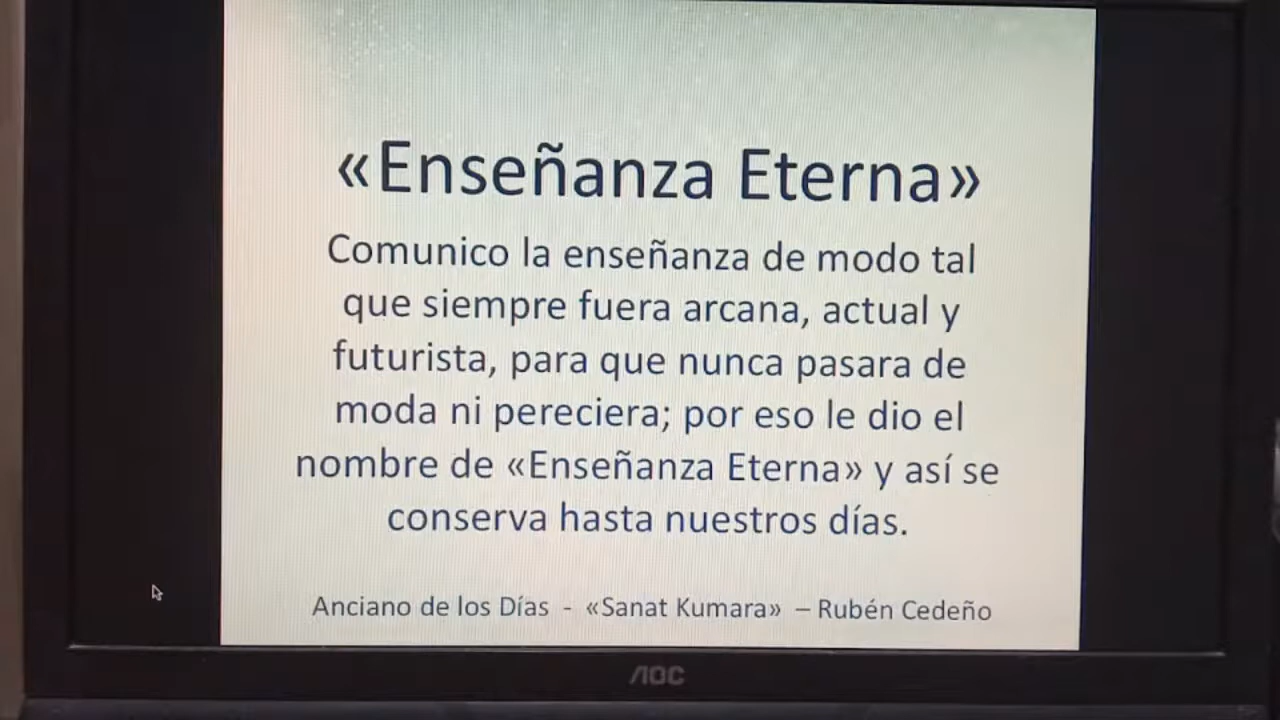 «Enseñanza Eterna»
Comunico la enseñanza de modo tal
que siempre fuera arcana, actual y
futurista, para que nunca pasara de
moda ni pereciera; por eso le dio el
nombre de «Enseñanza Eterna» y así se
conserva hasta nuestros días.
Anciano de los Días - «Sanat Kumara» – Rubén Cedeño
AOC